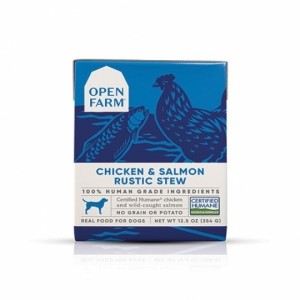 OPEN
FARM®
CHICKEN & SALMON
RUSTIC STEW
100% HUMAN GRADE INGREDIENTS
Certified Humane® chicken
and wild-caught salmon
NO GRAIN OR POTATO
CERTIFIED
HUMANE
REAL FOOD FOR DOGS
NET WT 12.5 OZ (354 G)